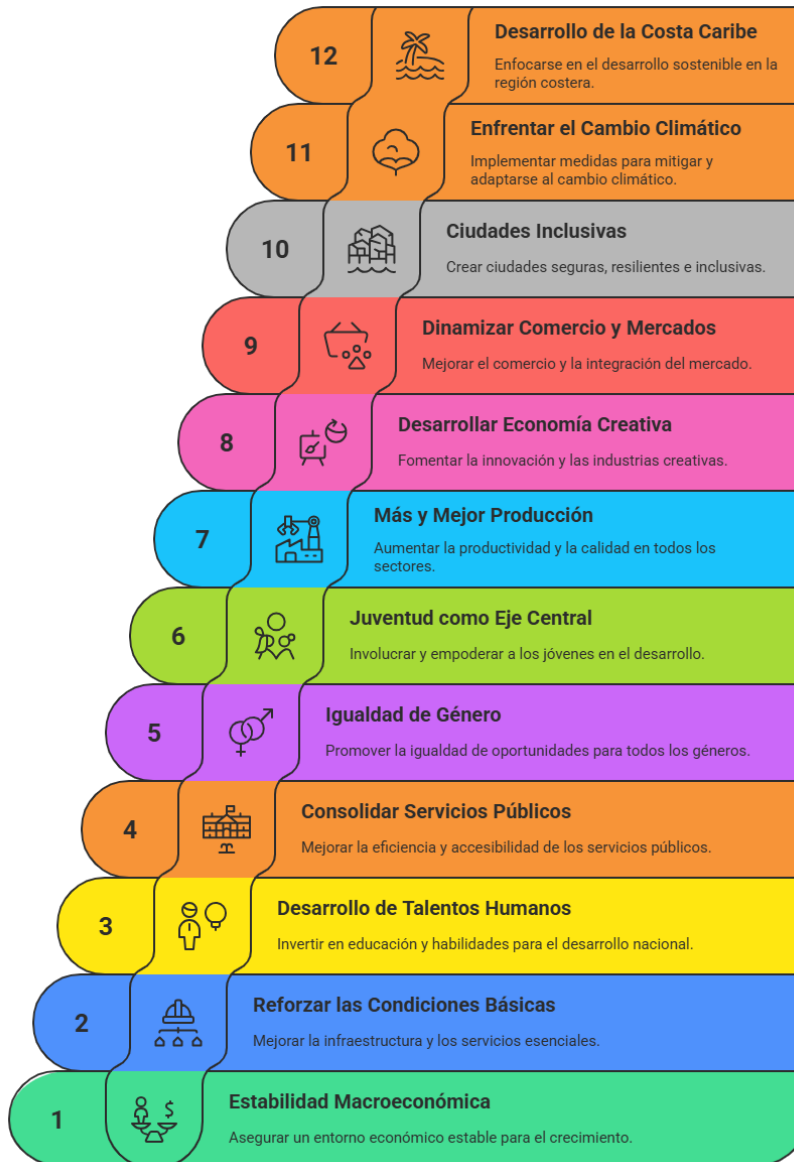 12
Desarrollo de la Costa Caribe
Enfocarse en el desarrollo sostenible en la
región costera.
11
Enfrentar el Cambio Climático
Implementar medidas para mitigar y
adaptarse al cambio climático.
10
Ciudades Inclusivas
Crear ciudades seguras, resilientes e inclusivas.
9
Dinamizar Comercio y Mercados
Mejorar el comercio y la integración del mercado.
8
Desarrollar Economía Creativa
Fomentar la innovación y las industrias creativas.
7
Más y Mejor Producción
Aumentar la productividad y la calidad en todos los
sectores.
6
Juventud como Eje Central
Involucrar y empoderar a los jóvenes en el desarrollo.
5
Igualdad de Género
Promover la igualdad de oportunidades para todos los géneros.
4
Consolidar Servicios Públicos
Mejorar la eficiencia y accesibilidad de los servicios públicos.
3
Desarrollo de Talentos Humanos
Invertir en educación y habilidades para el desarrollo nacional.
2
Reforzar las Condiciones Básicas
Mejorar la infraestructura y los servicios esenciales.
1
$
Estabilidad Macroeconómica
Asegurar un entorno económico estable para el crecimiento.